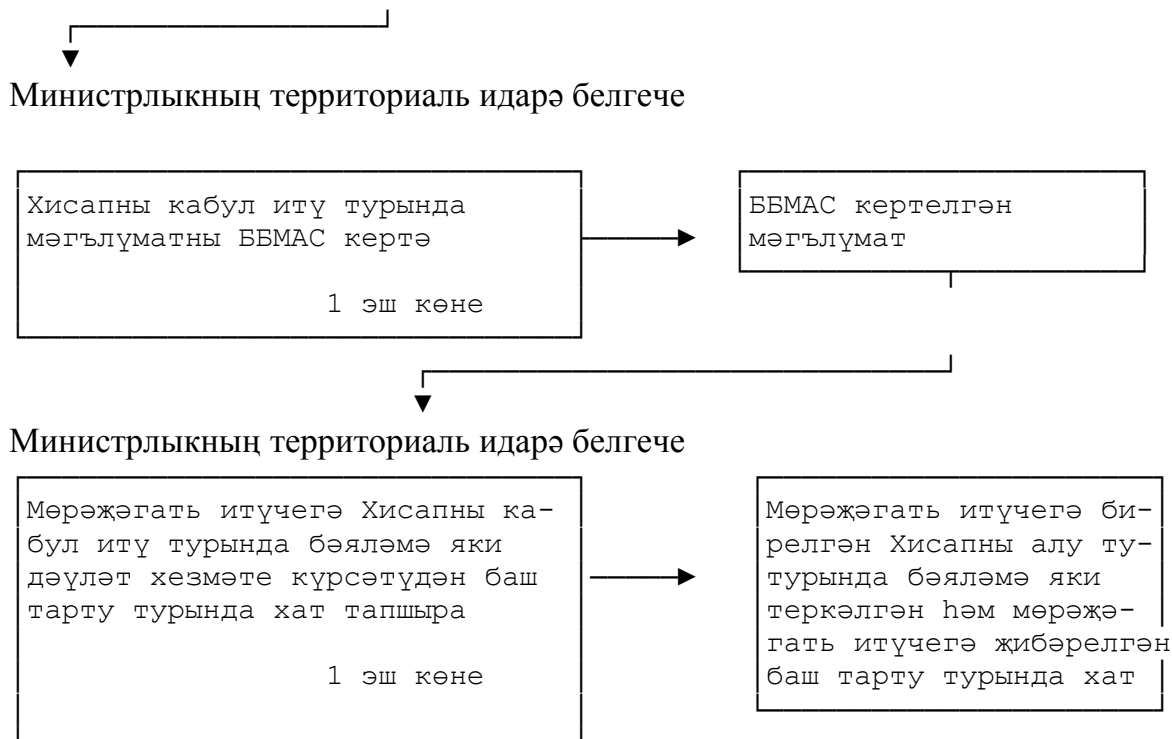 Министрлыкның территориаль идарә белгече
Хисапны кабул итү турында
мәгълүматны ББМАС кертә
1 эш көне
ББМАС кертелгән
мәгълүмат
Министрлыкның территориаль идарә белгече
Мөрәҗәгать итүчегә Хисапны ка-
бул итү турында бәяләмә яки
дәүләт хезмәте күрсәтүдән баш
тарту турында хат тапшыра
1 эш көне
Мөрәҗәгать итүчегә би-
релгән Хисапны алу ту-
турында бәяләмә яки
теркәлгән һәм мөрәҗә-
гать итүчегә җибәрелгән
баш тарту турында хат